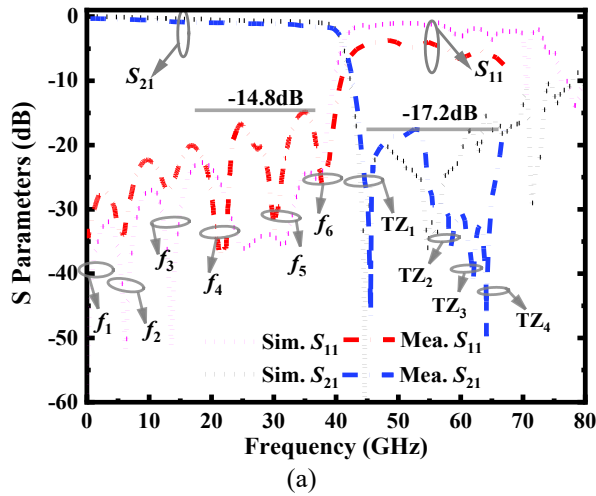 0
-10
-20
-30
-40
-50
-60
S Parameters (dB)
S21
S11
-14.8dB
-17.2dB
f1
f2
f3
f4
f5
f6
TZ1
TZ2
TZ3
TZ4
Sim. S11
Mea. S11
Sim. S21
Mea. S21
0 10 20 30 40 50 60 70 80
Frequency (GHz)
(a)